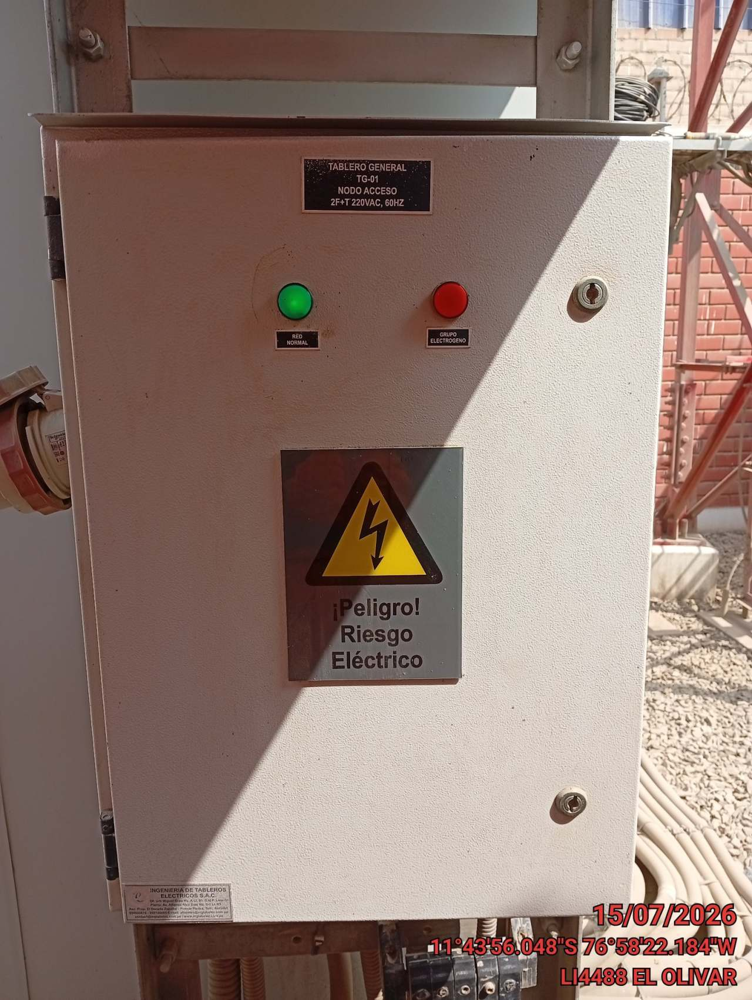 TABLERO GENERAL
TG-01
NODO ACCESO
2F+T 220VAC, 60HZ
RED
NORMAL
GRUPO
ELECTROGENO
Schneider
¡Peligro!
Riesgo
Eléctrico
INGENIERIA DE TABLEROS
ELECTRICOS S.A.C.
15/07/2026
11°43'56.048"S 76°58'22.184"W
LI4488 EL OLIVAR